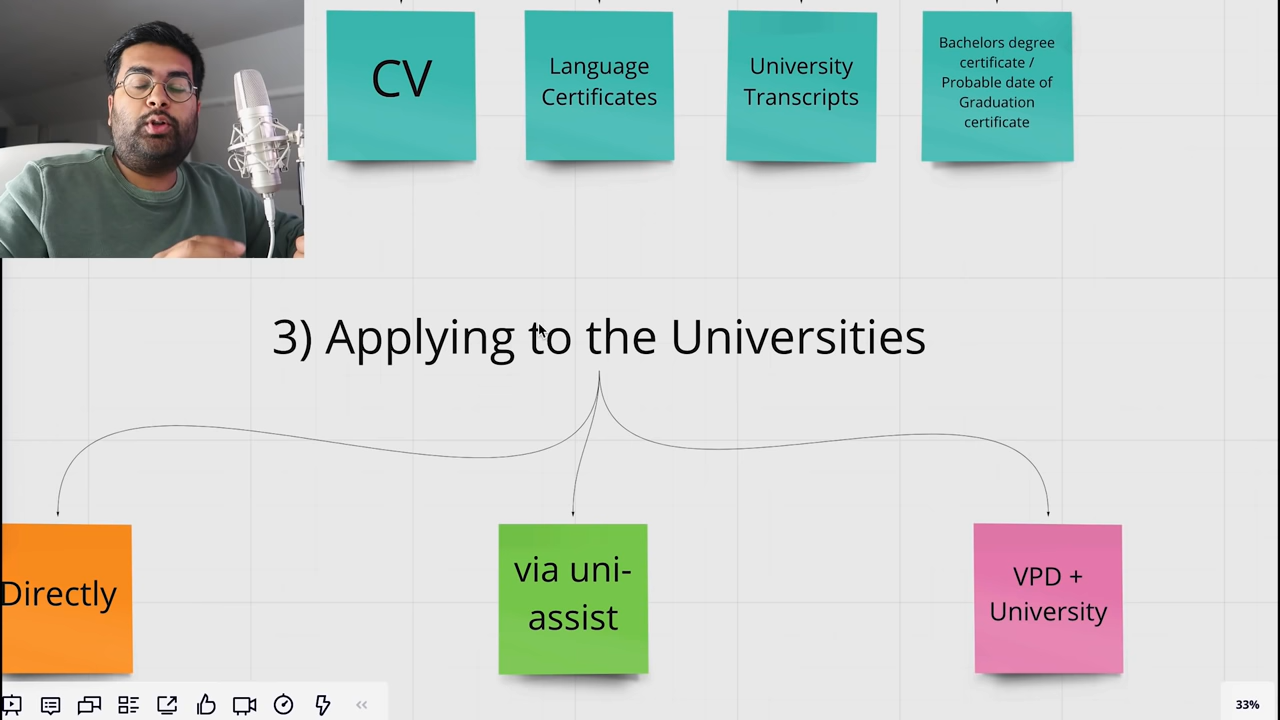 CV
Language
Certificates
University
Transcripts
Bachelors degree
certificate /
Probable date of
Graduation
certificate
3) Applying to the Universities
Directly
via uni-
assist
VPD +
University
33%